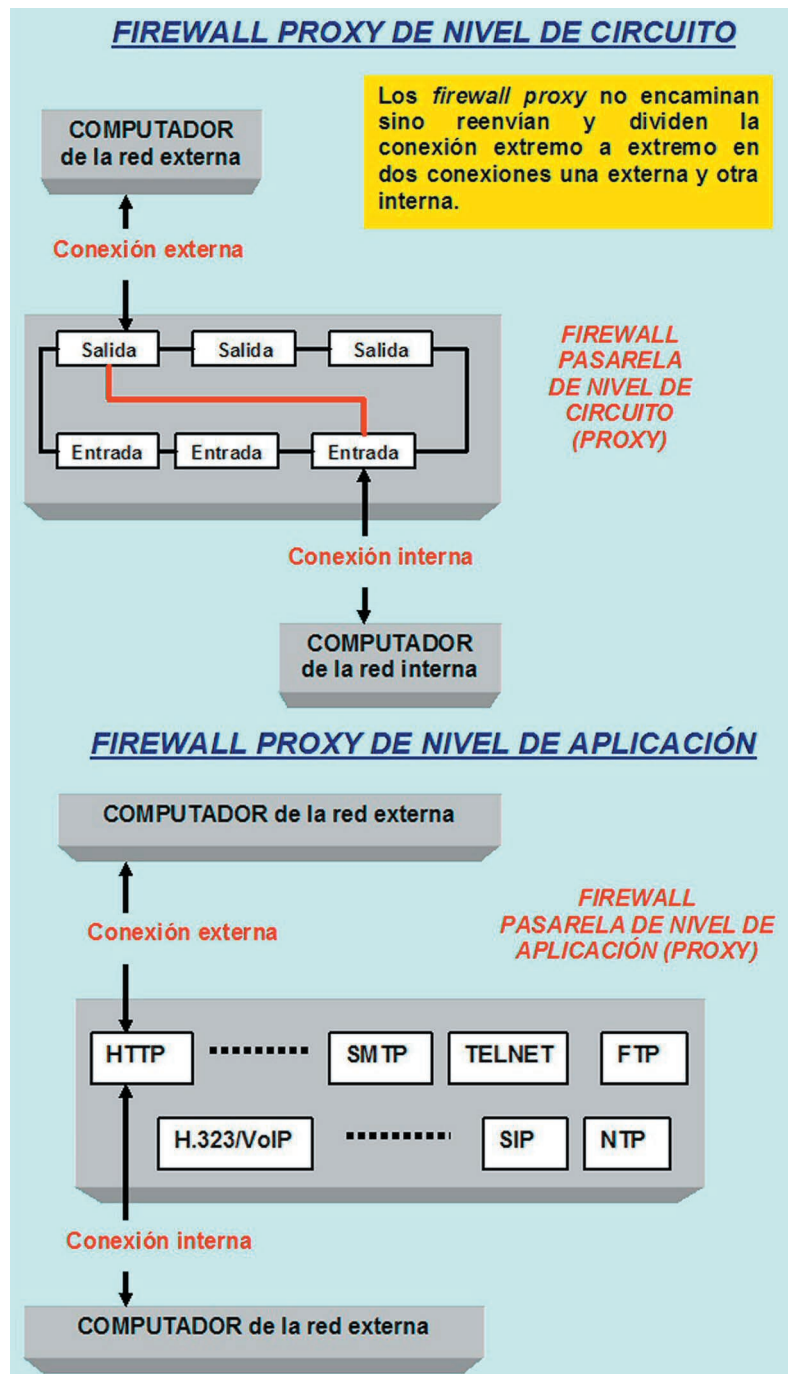 FIREWALL PROXY DE NIVEL DE CIRCUITO
Los firewall proxy no encaminan
sino reenvían y dividen la
conexión extremo a extremo en
dos conexiones una externa y otra
interna.
COMPUTADOR
de la red externa
Conexión externa
Salida
Salida
Salida
Entrada
Entrada
Entrada
FIREWALL
PASARELA
DE NIVEL DE
CIRCUITO
(PROXY)
Conexión interna
COMPUTADOR
de la red interna
FIREWALL PROXY DE NIVEL DE APLICACIÓN
COMPUTADOR de la red externa
Conexión externa
FIREWALL
PASARELA DE NIVEL DE
APLICACIÓN (PROXY)
HTTP
SMTP
TELNET
FTP
H.323/VoIP
SIP
NTP
Conexión interna
COMPUTADOR de la red externa